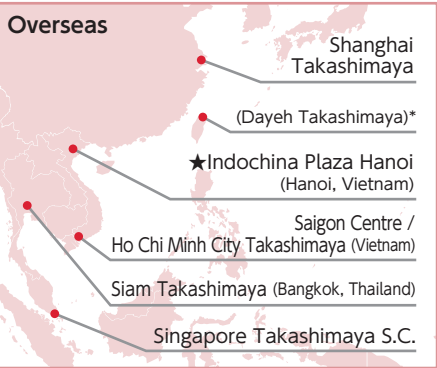 Overseas
Shanghai
Takashimaya
(Dayeh Takashimaya)*
★Indochina Plaza Hanoi
(Hanoi, Vietnam)
Saigon Centre /
Ho Chi Minh City Takashimaya (Vietnam)
Siam Takashimaya (Bangkok, Thailand)
Singapore Takashimaya S.C.